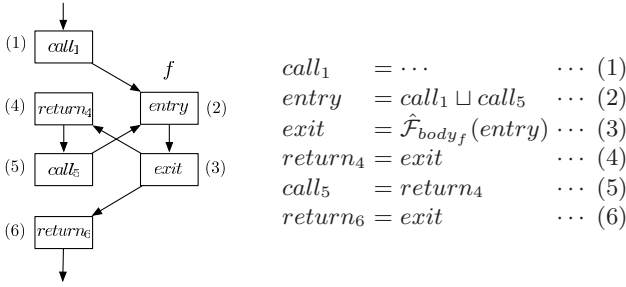 (1) call₁
f
(4) return₄ entry (2)
(5) call₅ exit (3)
(6) return₆
call₁ = ⋯ ⋯ (1)
entry = call₁ ⊔ call₅ ⋯ (2)
exit = 𝓕̂_{body_f}(entry) ⋯ (3)
return₄ = exit ⋯ (4)
call₅ = return₄ ⋯ (5)
return₆ = exit ⋯ (6)